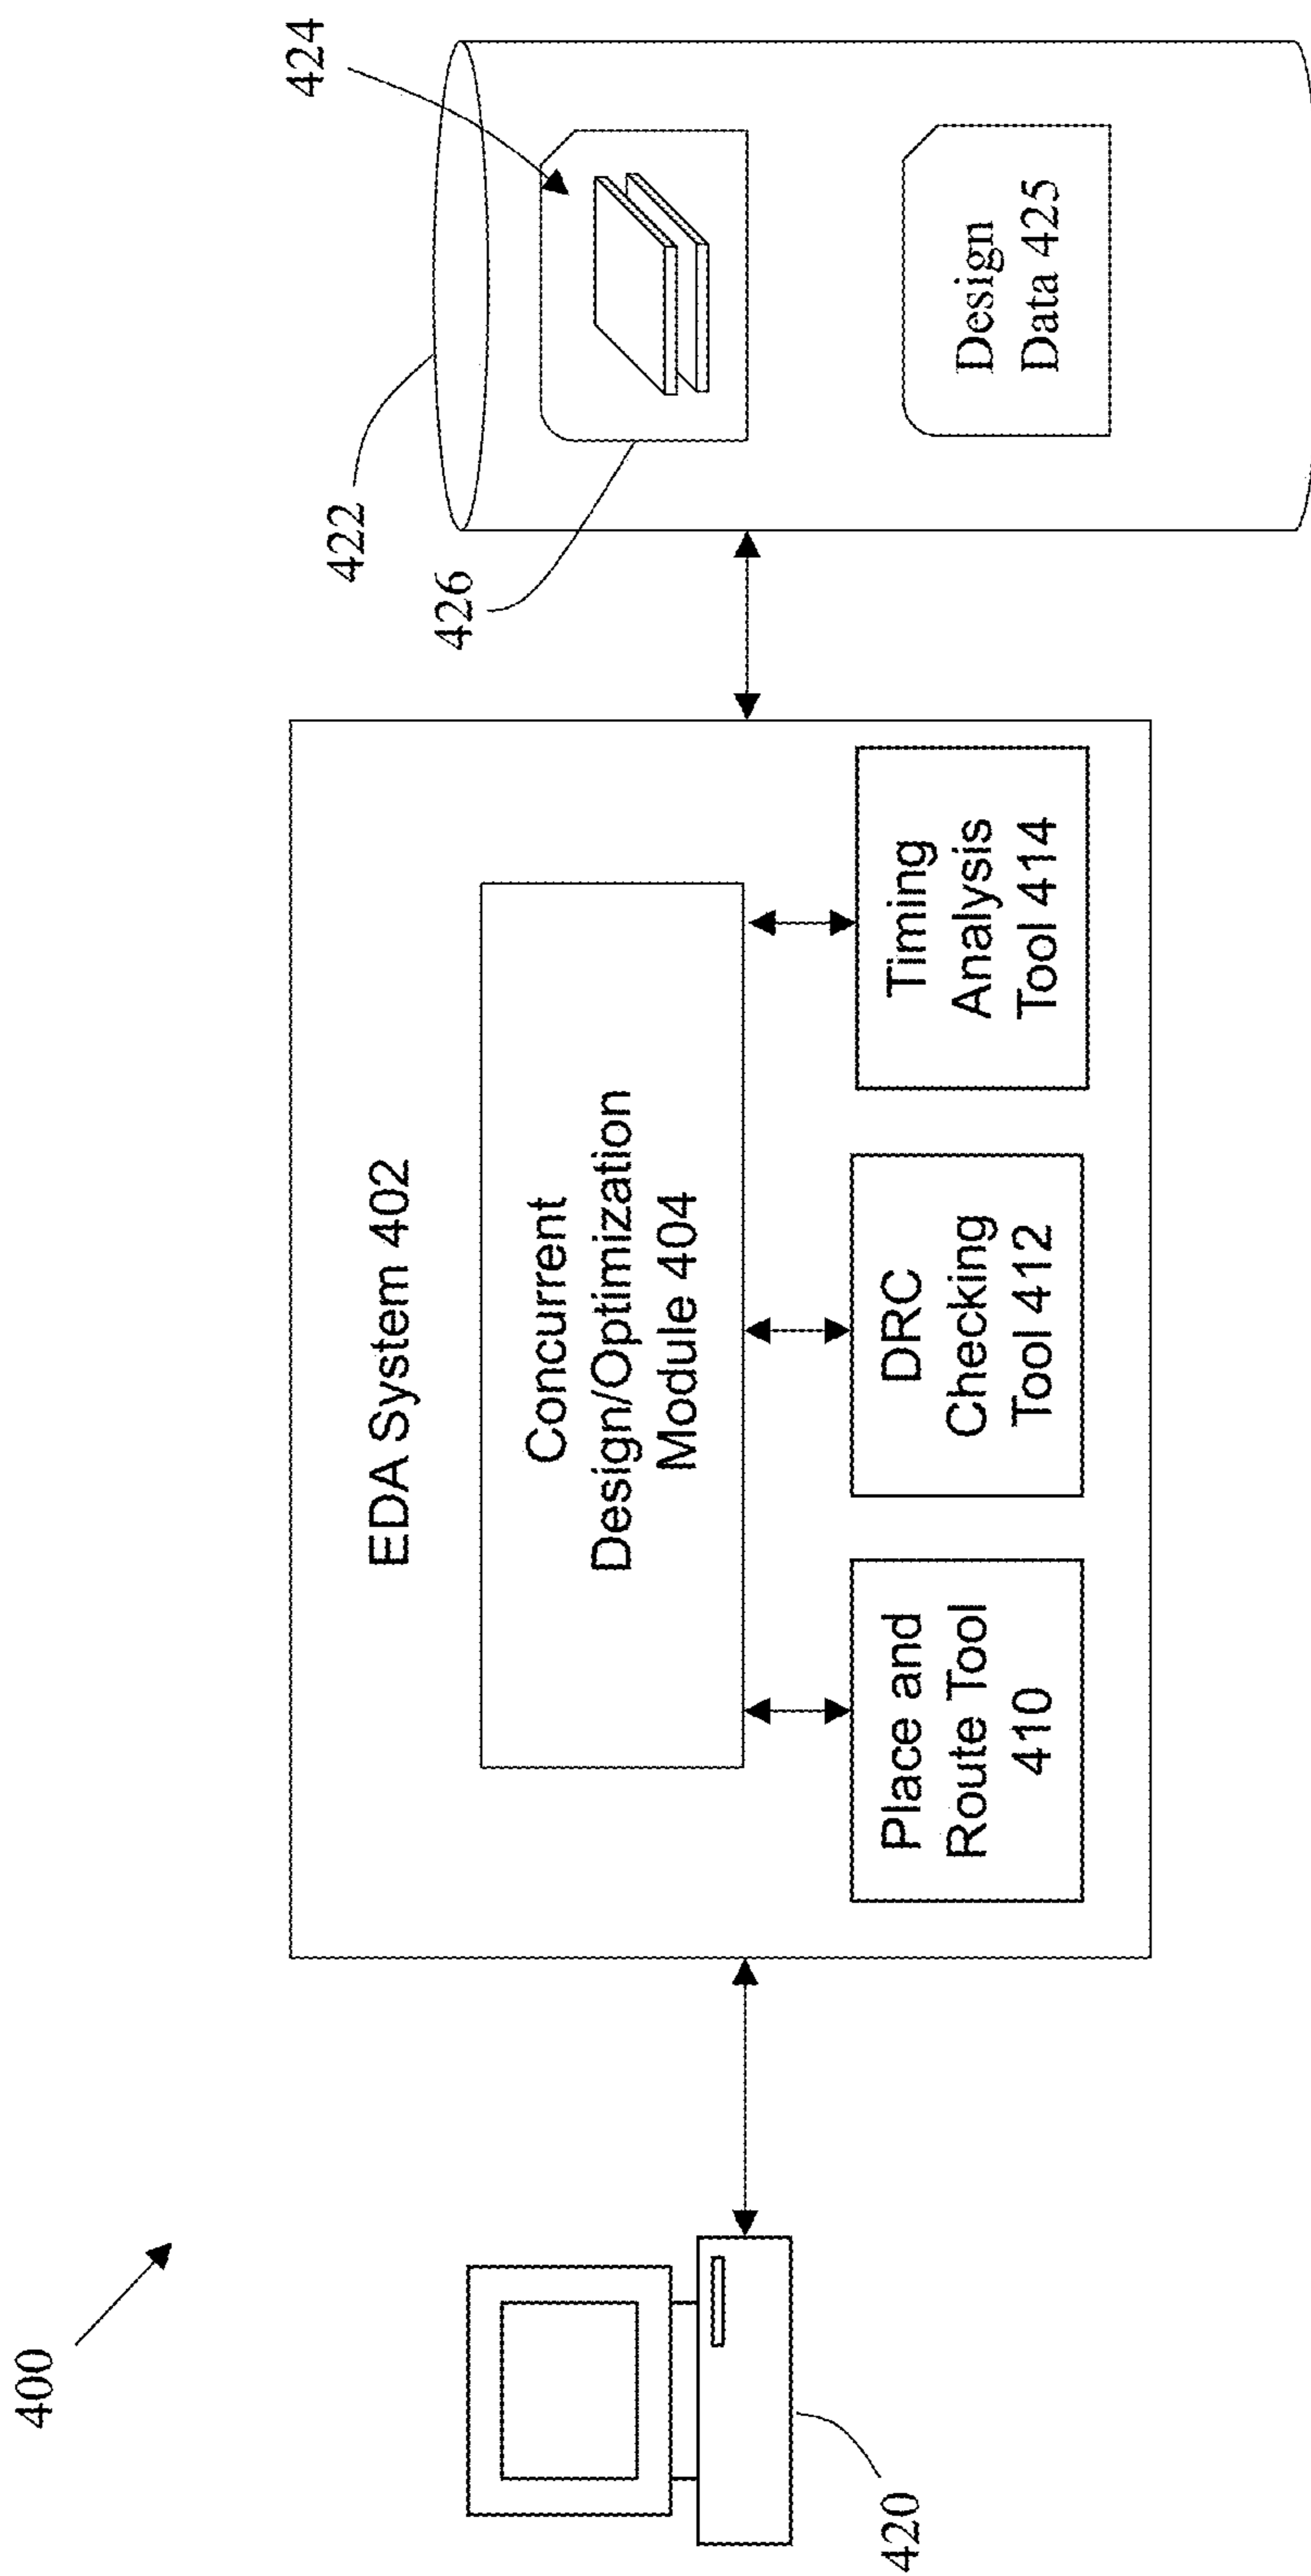 400
420
EDA System 402
Concurrent
Design/Optimization
Module 404
Place and
Route Tool
410
DRC
Checking
Tool 412
Timing
Analysis
Tool 414
422
426
424
Design
Data 425